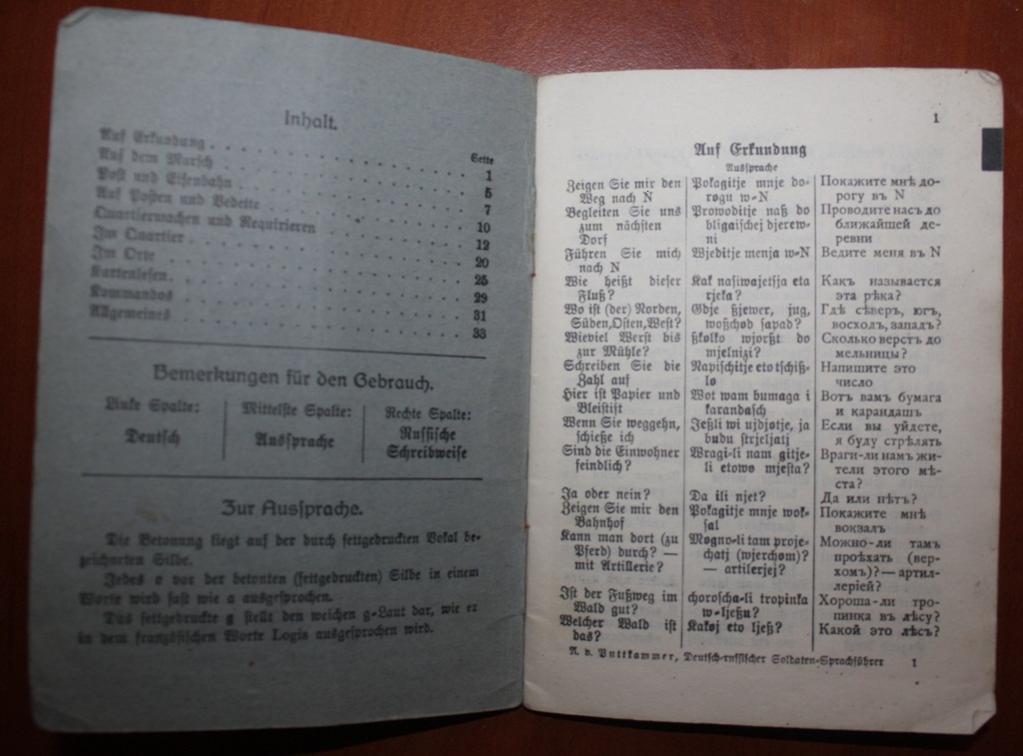 Inhalt.
Seite
Auf Erkundung . . . . . . . . . . 1
Auf dem Marsch . . . . . . . . . . 5
Post und Eisenbahn . . . . . . . . . . 7
Auf Posten und Vedette . . . . . . . . . . 10
Quartiermachen und Requirieren . . . . . . . . . . 12
Im Quartier . . . . . . . . . . 20
Im Orte . . . . . . . . . . 25
Kartenlesen . . . . . . . . . . 29
Kommandos . . . . . . . . . . 31
Allgemeines . . . . . . . . . . 33
Bemerkungen für den Gebrauch.
Linke Spalte:
Deutsch
Mittelste Spalte:
Aussprache
Rechte Spalte:
Russische
Schreibweise
Zur Aussprache.
Die Betonung liegt auf der durch fettgedruckten Vokal be-
zeichneten Silbe.
Jedes o vor der betonten (fettgedruckten) Silbe in einem
Worte wird fast wie a ausgesprochen.
Das fettgedruckte g stellt den weichen g-Laut dar, wie er
in dem französischen Worte Logis ausgesprochen wird.
1
Auf Erkundung
Aussprache
Zeigen Sie mir den
Weg nach N
Begleiten Sie uns
zum nächsten
Dorf
Führen Sie mich
nach N
Wie heißt dieser
Fluß?
Wo ist (der) Norden,
Süden, Osten, West?
Wieviel Werst bis
zur Mühle?
Schreiben Sie die
Zahl auf
Hier ist Papier und
Bleistift
Wenn Sie weggehn,
schieße ich
Sind die Einwohner
feindlich?
Ja oder nein?
Zeigen Sie mir den
Bahnhof
Kann man dort (zu
Pferd) durch? —
mit Artillerie?
Ist der Fußweg im
Wald gut?
Welcher Wald ist
das?
Pokagitje mnje do-
rogu w-N
Prowoditje naß do
bligaischej djerew-
ni
Wjeditje menja w-N
Kak nasiwajetsja eta
rjeka?
Gdje ßjewer, jug,
woßchod sapad?
ßkolko wjorßt do
mjelnizi?
Napischitje eto tschiß-
lo
Wot wam bumaga i
karandasch
Jeßli wi ujdjotje, ja
budu strjeljatj
Wragi-li nam gitje-
li etowo mjesta?
Da ili njet?
Pokagitje mnje wok-
sal
Mogno-li tam proje-
chatj (wjerchom)?
— artilerjej?
choroscha-li tropinka
w-ljeßu?
Kakoj eto ljeß?
Покажите мнѣ до-
рогу въ N
Проводите насъ до
ближайшей де-
ревни
Ведите меня въ N
Какъ называется
эта рѣка?
Гдѣ сѣверъ, югъ,
восходъ, западъ?
Сколько верстъ до
мельницы?
Напишите это
число
Вотъ вамъ бумага
и карандашъ
Если вы уйдете,
я буду стрѣлять
Враги-ли намъ жи-
тели этого мѣ-
ста?
Да или нѣтъ?
Покажите мнѣ
вокзалъ
Можно-ли тамъ
проѣхать (вер-
хомъ)? — артил-
лерiей?
Хороша-ли тро-
пинка въ лѣсу?
Какой это лѣсъ?
A. v. Puttkammer, Deutsch-russischer Soldaten-Sprachführer 1